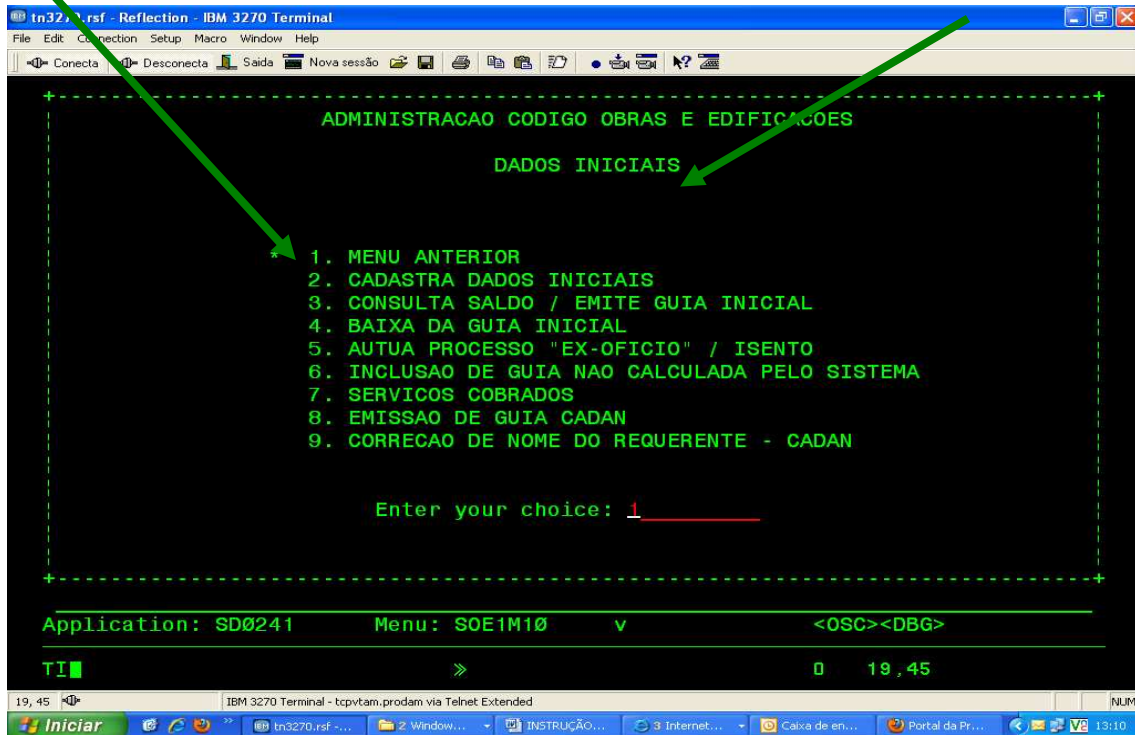 tn3270.rsf - Reflection - IBM 3270 Terminal
File Edit Connection Setup Macro Window Help
Conecta Desconecta Saida Nova sessão
ADMINISTRACAO CODIGO OBRAS E EDIFICACOES
DADOS INICIAIS
* 1. MENU ANTERIOR
2. CADASTRA DADOS INICIAIS
3. CONSULTA SALDO / EMITE GUIA INICIAL
4. BAIXA DA GUIA INICIAL
5. AUTUA PROCESSO "EX-OFICIO" / ISENTO
6. INCLUSAO DE GUIA NAO CALCULADA PELO SISTEMA
7. SERVICOS COBRADOS
8. EMISSAO DE GUIA CADAN
9. CORRECAO DE NOME DO REQUERENTE - CADAN
Enter your choice: 1
Application: SD0241 Menu: SOE1M10 v <OSC><DBG>
TI » 19,45
19, 45 IBM 3270 Terminal - tcpvtam.prodam via Telnet Extended NUM
Iniciar » tn3270.rsf -... 2 Window... INSTRUÇÃO... 3 Internet... Caixa de en... Portal da Pr... 13:10